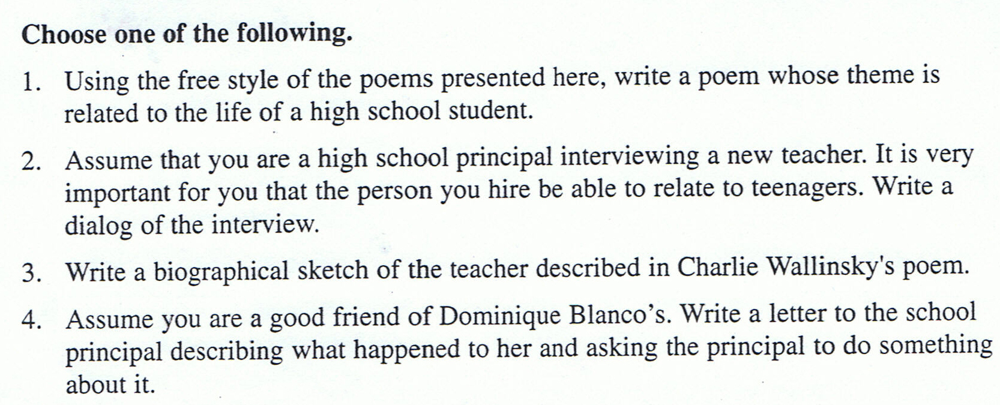 Choose one of the following.
1. Using the free style of the poems presented here, write a poem whose theme is
related to the life of a high school student.
2. Assume that you are a high school principal interviewing a new teacher. It is very
important for you that the person you hire be able to relate to teenagers. Write a
dialog of the interview.
3. Write a biographical sketch of the teacher described in Charlie Wallinsky's poem.
4. Assume you are a good friend of Dominique Blanco’s. Write a letter to the school
principal describing what happened to her and asking the principal to do something
about it.